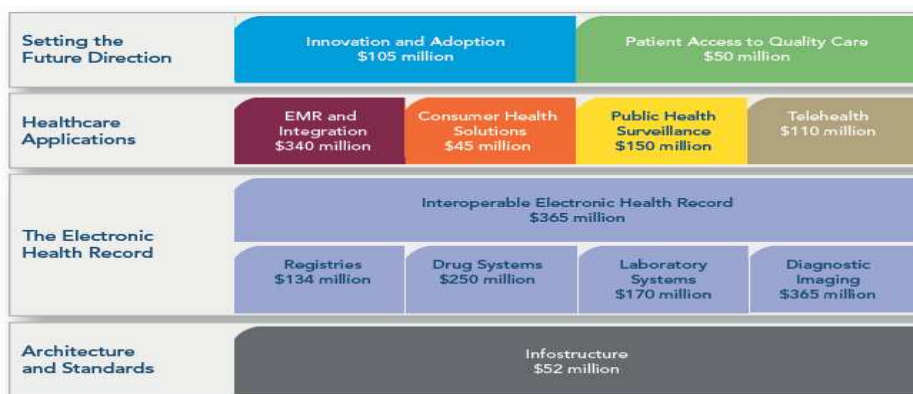 Setting the
Future Direction
Innovation and Adoption
$105 million
Patient Access to Quality Care
$50 million
Healthcare
Applications
EMR and
Integration
$340 million
Consumer Health
Solutions
$45 million
Public Health
Surveillance
$150 million
Telehealth
$110 million
The Electronic
Health Record
Interoperable Electronic Health Record
$365 million
Registries
$134 million
Drug Systems
$250 million
Laboratory
Systems
$170 million
Diagnostic
Imaging
$365 million
Architecture
and Standards
Infostructure
$52 million